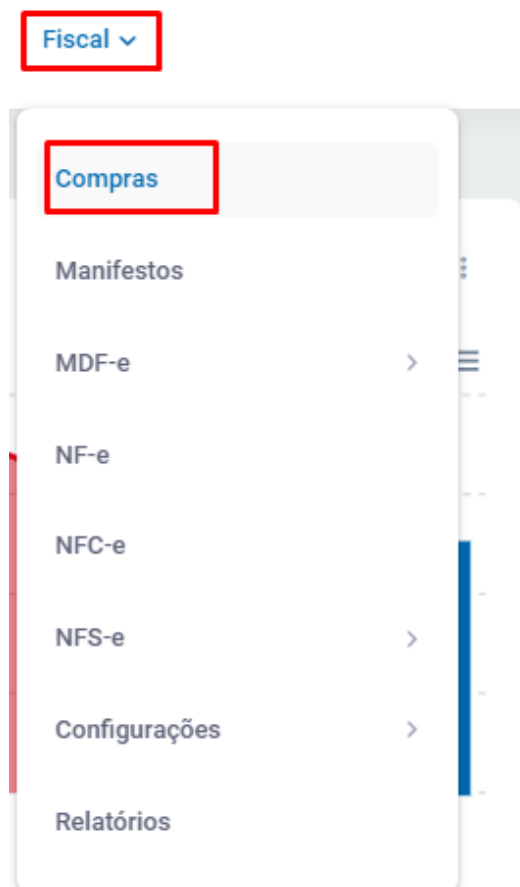 Fiscal
Compras
Manifestos
MDF-e
NF-e
NFC-e
NFS-e
Configurações
Relatórios